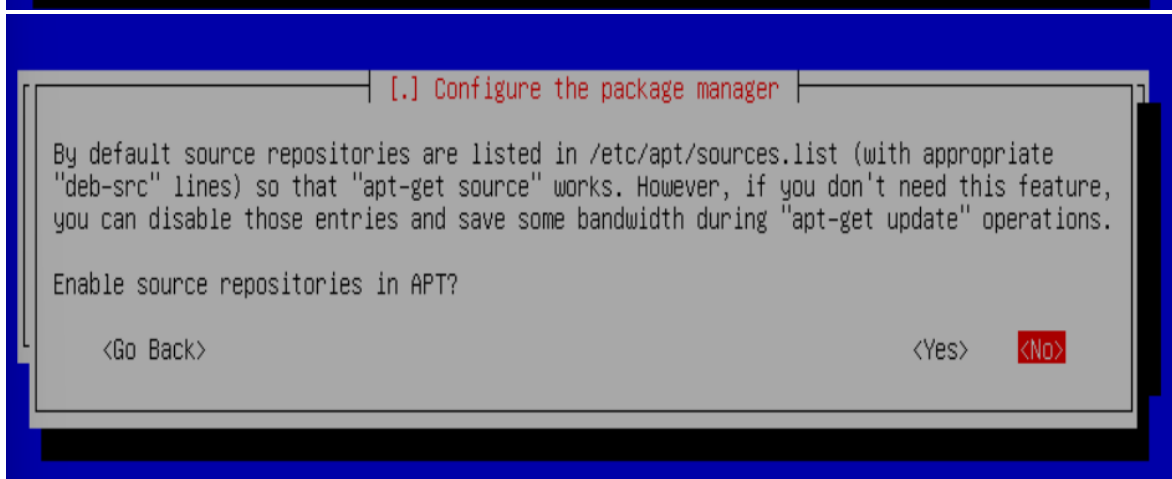 [.] Configure the package manager
By default source repositories are listed in /etc/apt/sources.list (with appropriate
"deb-src" lines) so that "apt-get source" works. However, if you don't need this feature,
you can disable those entries and save some bandwidth during "apt-get update" operations.
Enable source repositories in APT?
<Go Back> <Yes> <No>